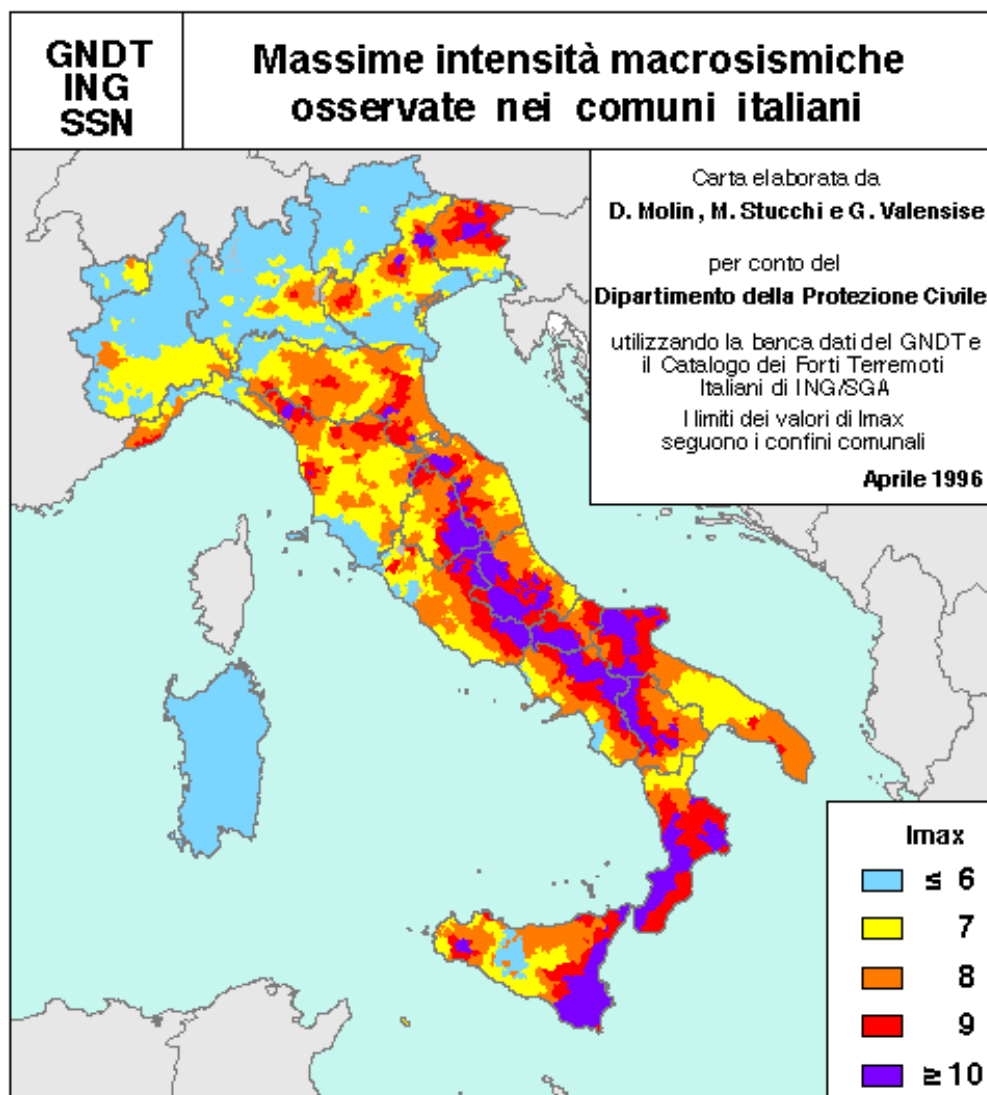 GNDT
ING
SSN
Massime intensità macrosismiche
osservate nei comuni italiani
Carta elaborata da
D. Molin, M. Stucchi e G. Valensise
per conto del
Dipartimento della Protezione Civile
utilizzando la banca dati del GNDT e
il Catalogo dei Forti Terremoti
Italiani di ING/SGA
I limiti dei valori di Imax
seguono i confini comunali
Aprile 1996
Imax
≤ 6
7
8
9
≥ 10